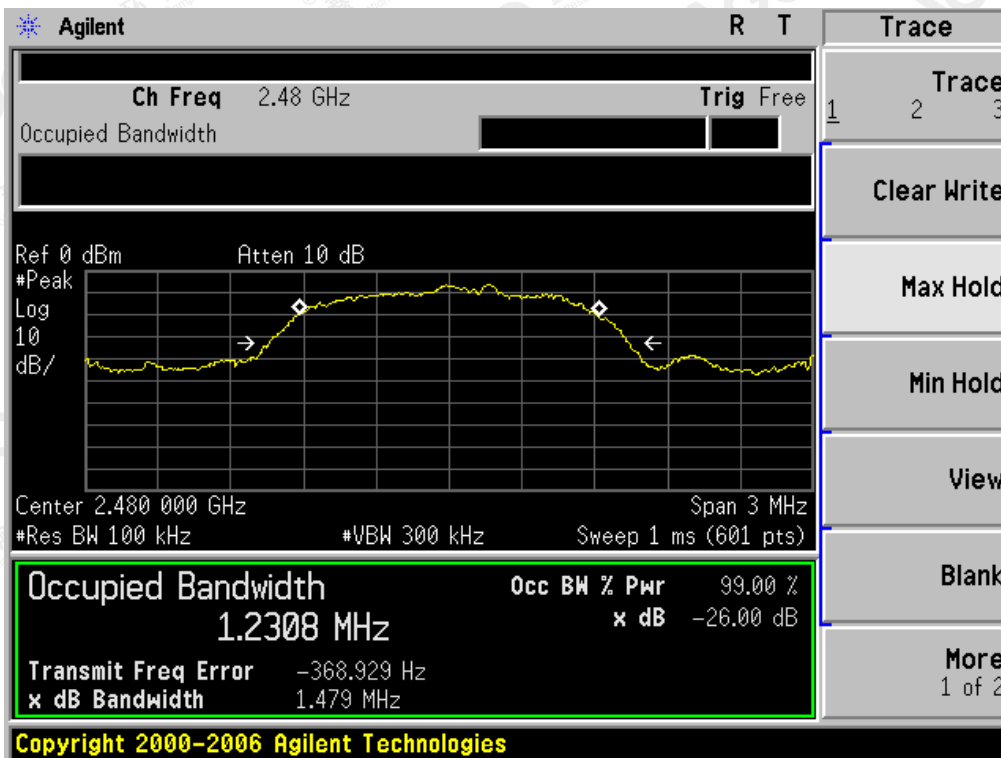 Agilent R T
Ch Freq 2.48 GHz Trig Free
Occupied Bandwidth
Ref 0 dBm Atten 10 dB
#Peak
Log
10
dB/
Center 2.480 000 GHz Span 3 MHz
#Res BW 100 kHz #VBW 300 kHz Sweep 1 ms (601 pts)
Occupied Bandwidth
1.2308 MHz
Occ BW % Pwr 99.00 %
x dB -26.00 dB
Transmit Freq Error -368.929 Hz
x dB Bandwidth 1.479 MHz
Copyright 2000-2006 Agilent Technologies
Trace
Trace
1 2 3
Clear Write
Max Hold
Min Hold
View
Blank
More
1 of 2